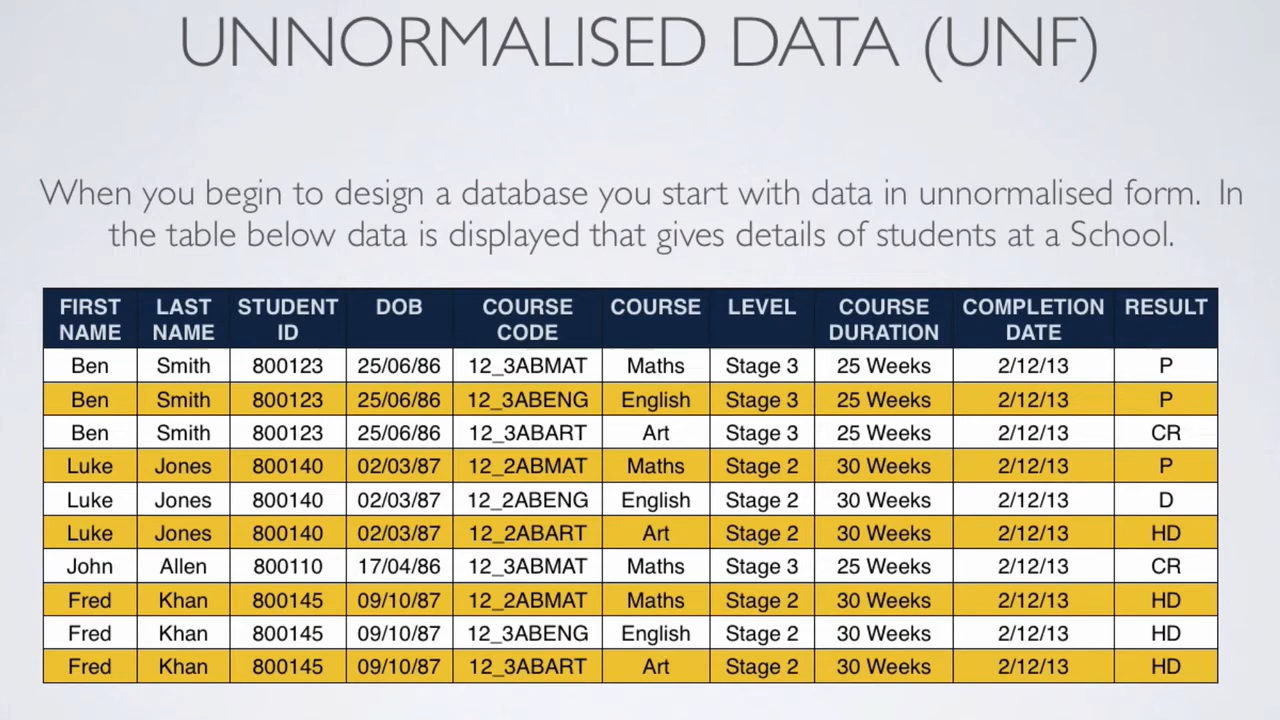 UNNORMALISED DATA (UNF)
When you begin to design a database you start with data in unnormalised form. In
the table below data is displayed that gives details of students at a School.
FIRST NAME LAST NAME STUDENT ID DOB COURSE CODE COURSE LEVEL COURSE DURATION COMPLETION DATE RESULT
Ben Smith 800123 25/06/86 12_3ABMAT Maths Stage 3 25 Weeks 2/12/13 P
Ben Smith 800123 25/06/86 12_3ABENG English Stage 3 25 Weeks 2/12/13 P
Ben Smith 800123 25/06/86 12_3ABART Art Stage 3 25 Weeks 2/12/13 CR
Luke Jones 800140 02/03/87 12_2ABMAT Maths Stage 2 30 Weeks 2/12/13 P
Luke Jones 800140 02/03/87 12_2ABENG English Stage 2 30 Weeks 2/12/13 D
Luke Jones 800140 02/03/87 12_2ABART Art Stage 2 30 Weeks 2/12/13 HD
John Allen 800110 17/04/86 12_3ABMAT Maths Stage 3 25 Weeks 2/12/13 CR
Fred Khan 800145 09/10/87 12_2ABMAT Maths Stage 2 30 Weeks 2/12/13 HD
Fred Khan 800145 09/10/87 12_3ABENG English Stage 2 30 Weeks 2/12/13 HD
Fred Khan 800145 09/10/87 12_3ABART Art Stage 2 30 Weeks 2/12/13 HD